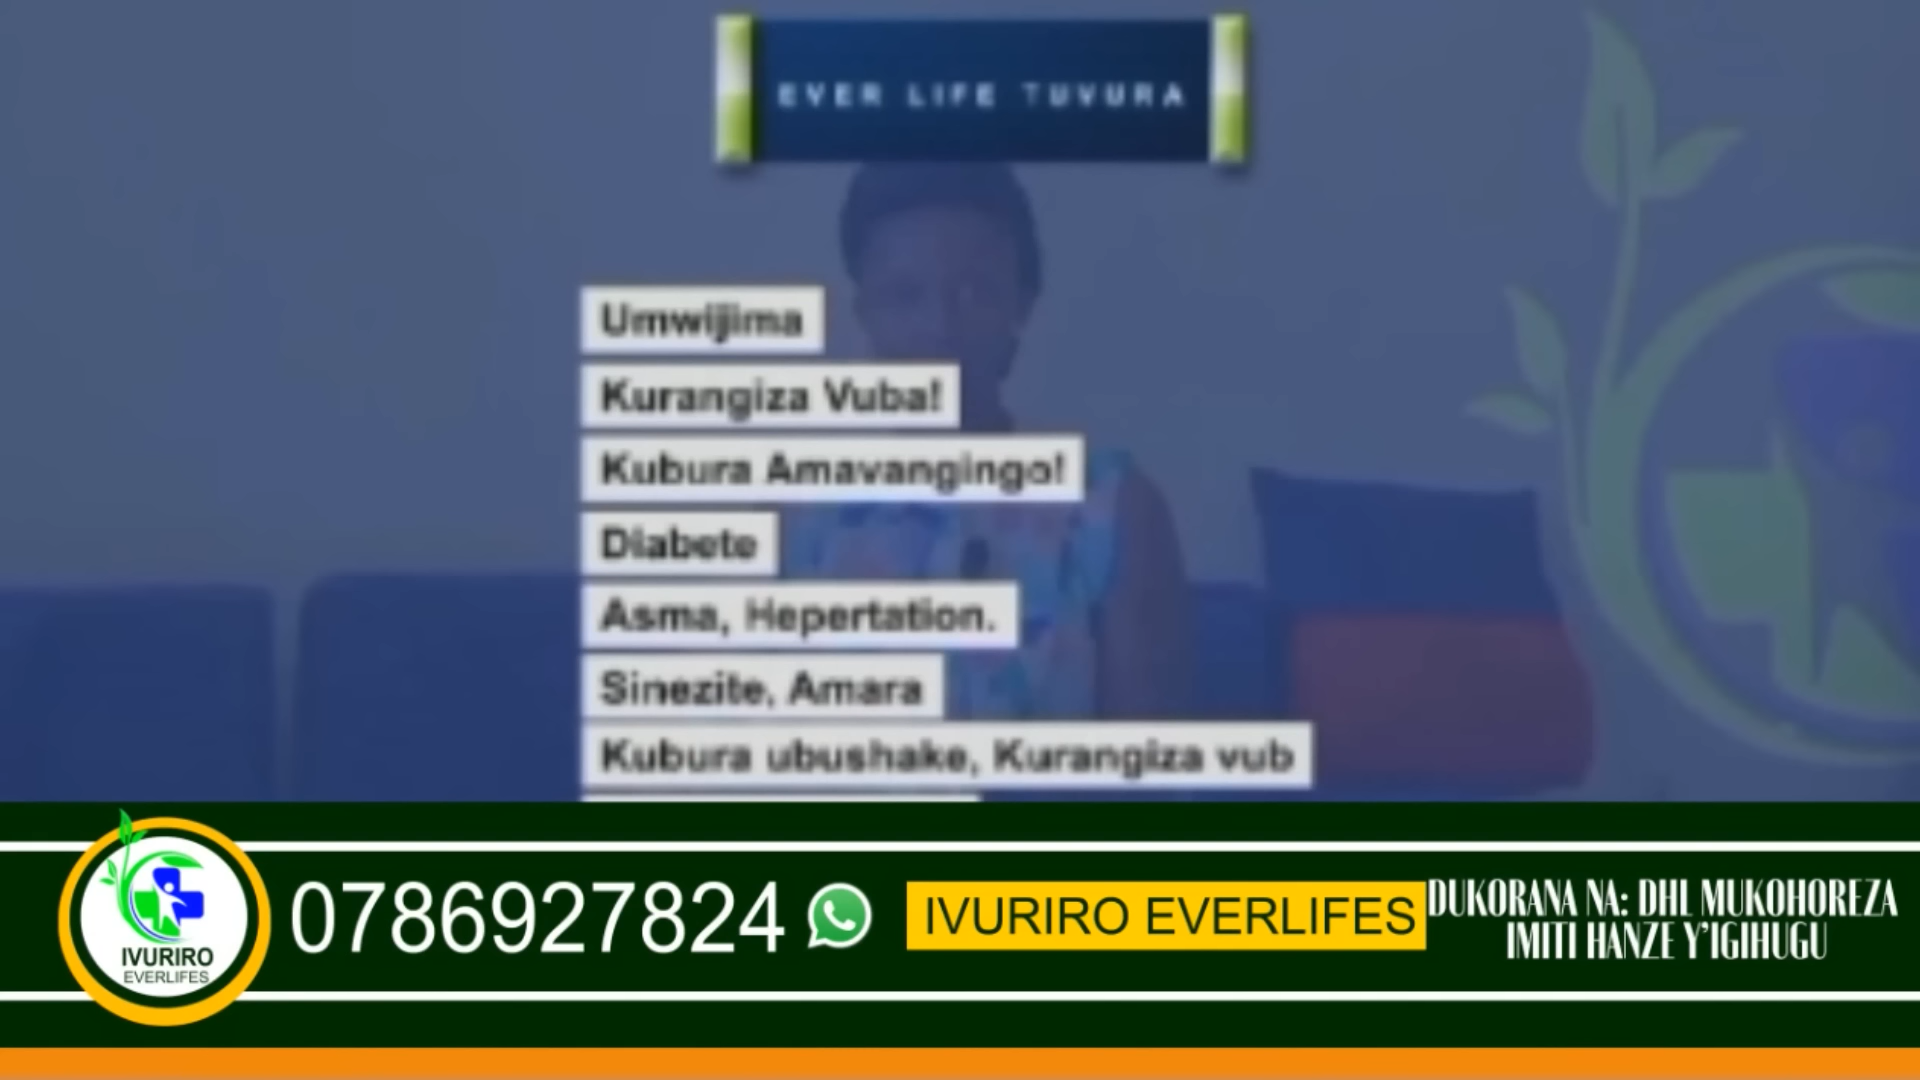 EVER LIFE TUVURA
Umwijima
Kurangiza Vuba!
Kubura Amavangingo!
Diabete
Asma, Hepertation.
Sinezite, Amara
Kubura ubushake, Kurangiza vub
IVURIRO
EVERLIFES
0786927824
IVURIRO EVERLIFES
DUKORANA NA: DHL MUKOHOREZA
IMITI HANZE Y'IGIHUGU